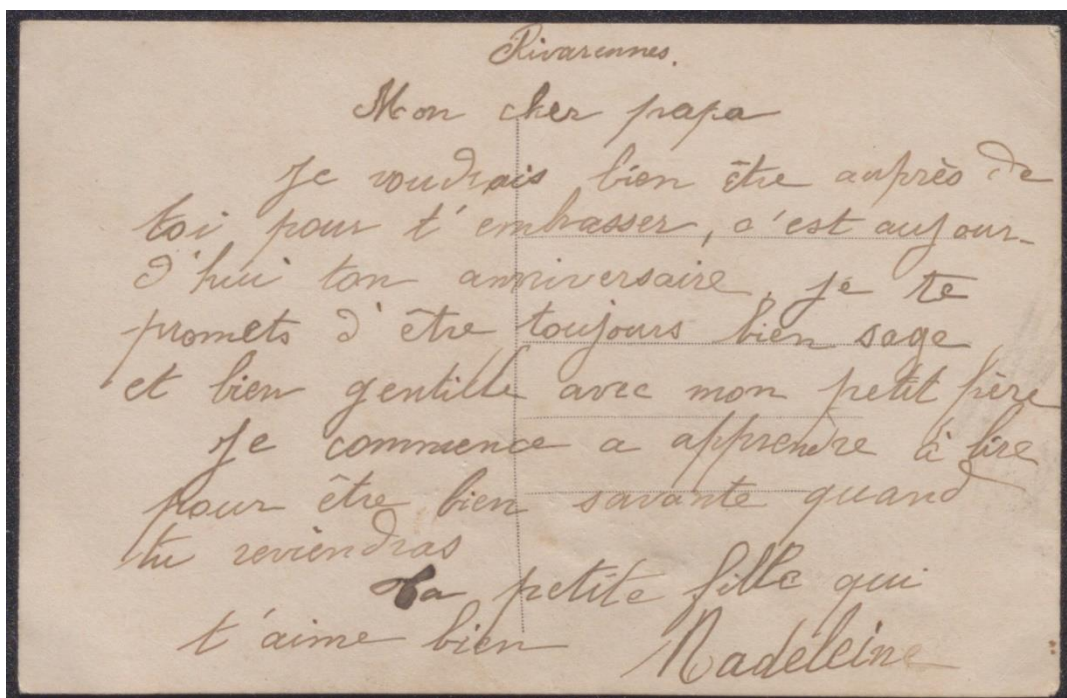 Rivarennes.
Mon cher papa
Je voudrais bien être auprès de
toi pour t'embrasser, c'est aujour-
d'hui ton anniversaire. Je te
promets d'être toujours bien sage
et bien gentille avec mon petit père
Je commence a apprendre à lire
pour être bien savante quand
tu reviendras
Ta petite fille qui
t'aime bien Madeleine